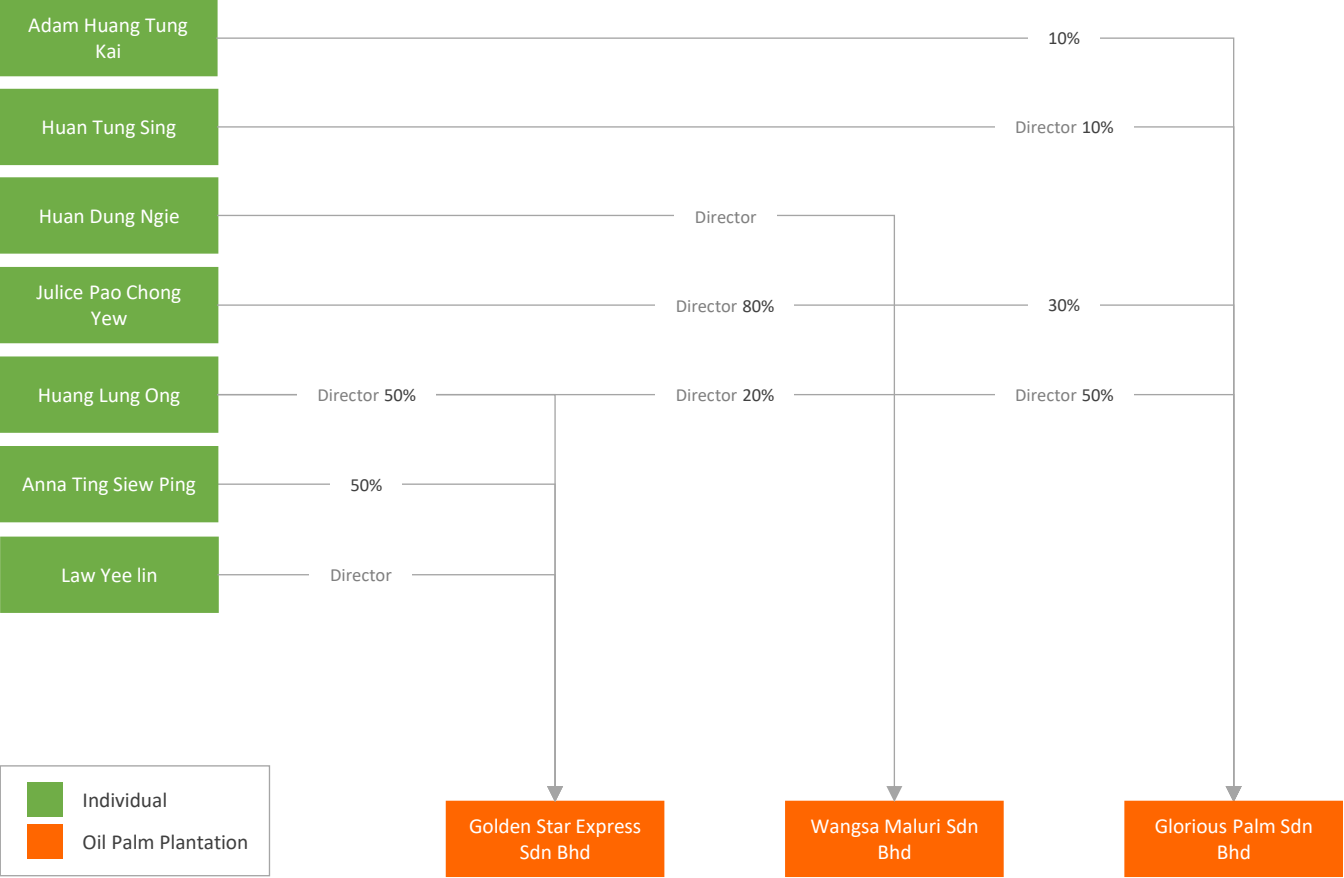 Adam Huang Tung
Kai
10%
Huan Tung Sing
Director 10%
Huan Dung Ngie
Director
Julice Pao Chong
Yew
Director 80%
30%
Huang Lung Ong
Director 50%
Director 20%
Director 50%
Anna Ting Siew Ping
50%
Law Yee lin
Director
Individual
Oil Palm Plantation
Golden Star Express
Sdn Bhd
Wangsa Maluri Sdn
Bhd
Glorious Palm Sdn
Bhd